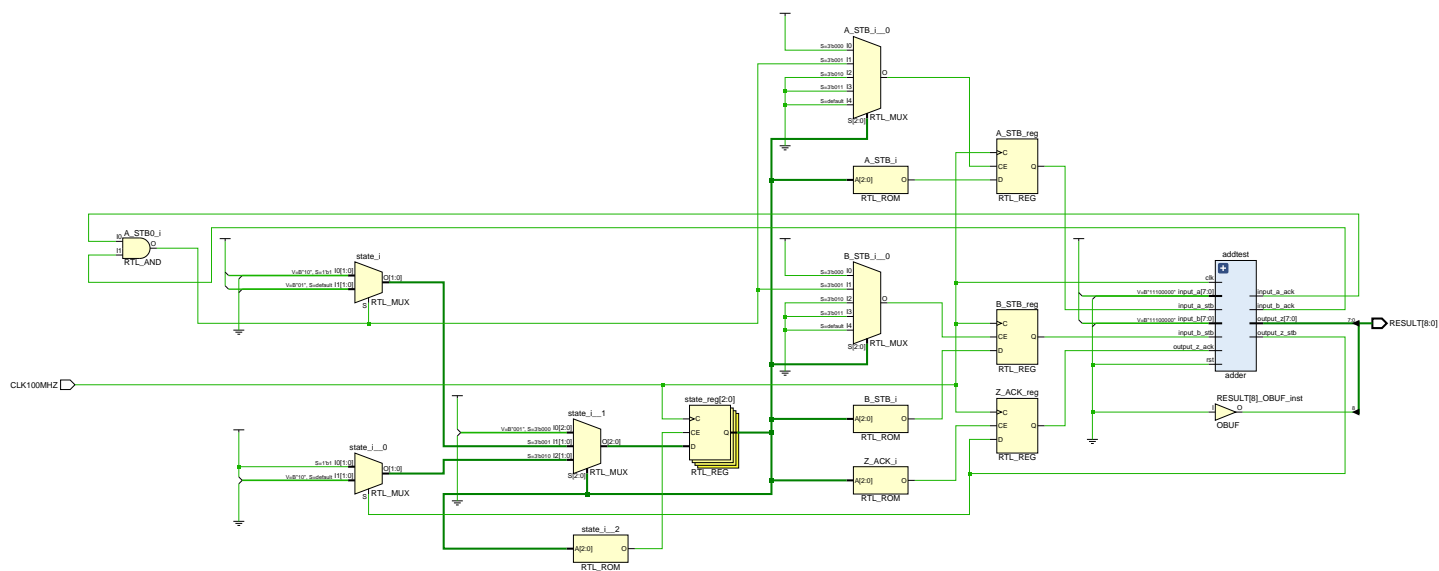 A_STB_i__0
S=3'b000 I0
S=3'b001 I1
S=3'b010 I2
S=3'b011 I3
S=default I4
O
S[2:0]
RTL_MUX
A_STB_reg
C
CE
D
Q
RTL_REG
A_STB_i
A[2:0] O
RTL_ROM
A_STB0_i
I0
I1
O
RTL_AND
state_i
V=B"10", S=1'b1 I0[1:0]
V=B"01", S=default I1[1:0]
O[1:0]
S
RTL_MUX
B_STB_i__0
S=3'b000 I0
S=3'b001 I1
S=3'b010 I2
S=3'b011 I3
S=default I4
O
S[2:0]
RTL_MUX
B_STB_reg
C
CE
D
Q
RTL_REG
addtest
clk
V=B"11100000" input_a[7:0]
input_a_stb
V=B"11100000" input_b[7:0]
input_b_stb
output_z_ack
rst
input_a_ack
input_b_ack
output_z[7:0]
output_z_stb
adder
7:0
RESULT[8:0]
CLK100MHZ
state_i__0
S=1'b1 I0[1:0]
V=B"10", S=default I1[1:0]
O[1:0]
S
RTL_MUX
state_i__1
V=B"001", S=3'b000 I0[2:0]
S=3'b001 I1[1:0]
S=3'b010 I2[1:0]
O[2:0]
S[2:0]
RTL_MUX
state_reg[2:0]
C
CE
D
Q
RTL_REG
B_STB_i
A[2:0] O
RTL_ROM
Z_ACK_reg
C
CE
D
Q
RTL_REG
RESULT[8]_OBUF_inst
I O
8
OBUF
Z_ACK_i
A[2:0] O
RTL_ROM
state_i__2
A[2:0] O
RTL_ROM